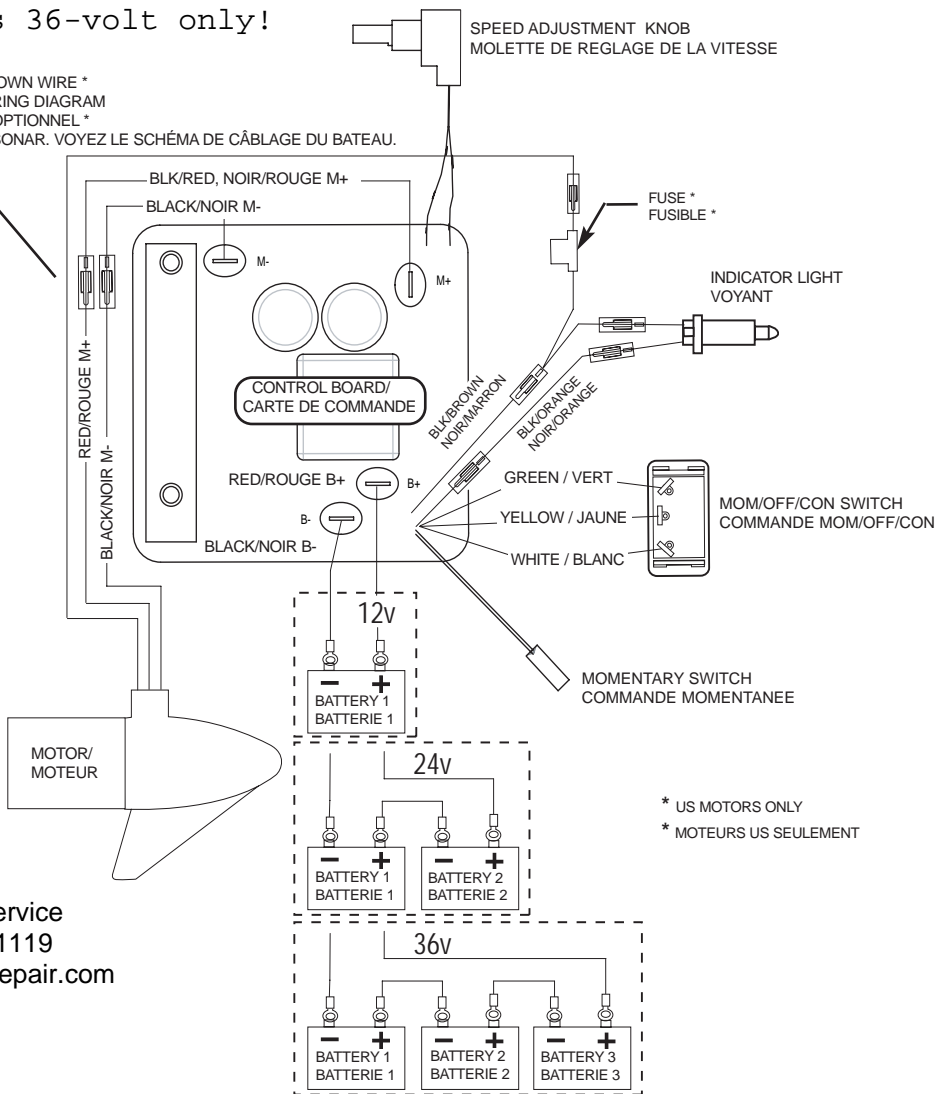 36-volt only!
SPEED ADJUSTMENT KNOB
MOLETTE DE REGLAGE DE LA VITESSE
WIRE *
DIAGRAM
OPTIONNEL *
SONAR. VOYEZ LE SCHÉMA DE CÂBLAGE DU BATEAU.
BLK/RED, NOIR/ROUGE M+
BLACK/NOIR M-
FUSE *
FUSIBLE *
M-
M+
INDICATOR LIGHT
VOYANT
RED/ROUGE M+
BLACK/NOIR M-
CONTROL BOARD/
CARTE DE COMMANDE
BLK/BROWN
NOIR/MARRON
BLK/ORANGE
NOIR/ORANGE
RED/ROUGE B+
B+
B-
BLACK/NOIR B-
GREEN / VERT
YELLOW / JAUNE
WHITE / BLANC
MOM/OFF/CON SWITCH
COMMANDE MOM/OFF/CON
12v
BATTERY 1
BATTERIE 1
MOMENTARY SWITCH
COMMANDE MOMENTANEE
MOTOR/
MOTEUR
24v
BATTERY 1
BATTERIE 1
BATTERY 2
BATTERIE 2
* US MOTORS ONLY
* MOTEURS US SEULEMENT
1119
epair.com
36v
BATTERY 1
BATTERIE 1
BATTERY 2
BATTERIE 2
BATTERY 3
BATTERIE 3